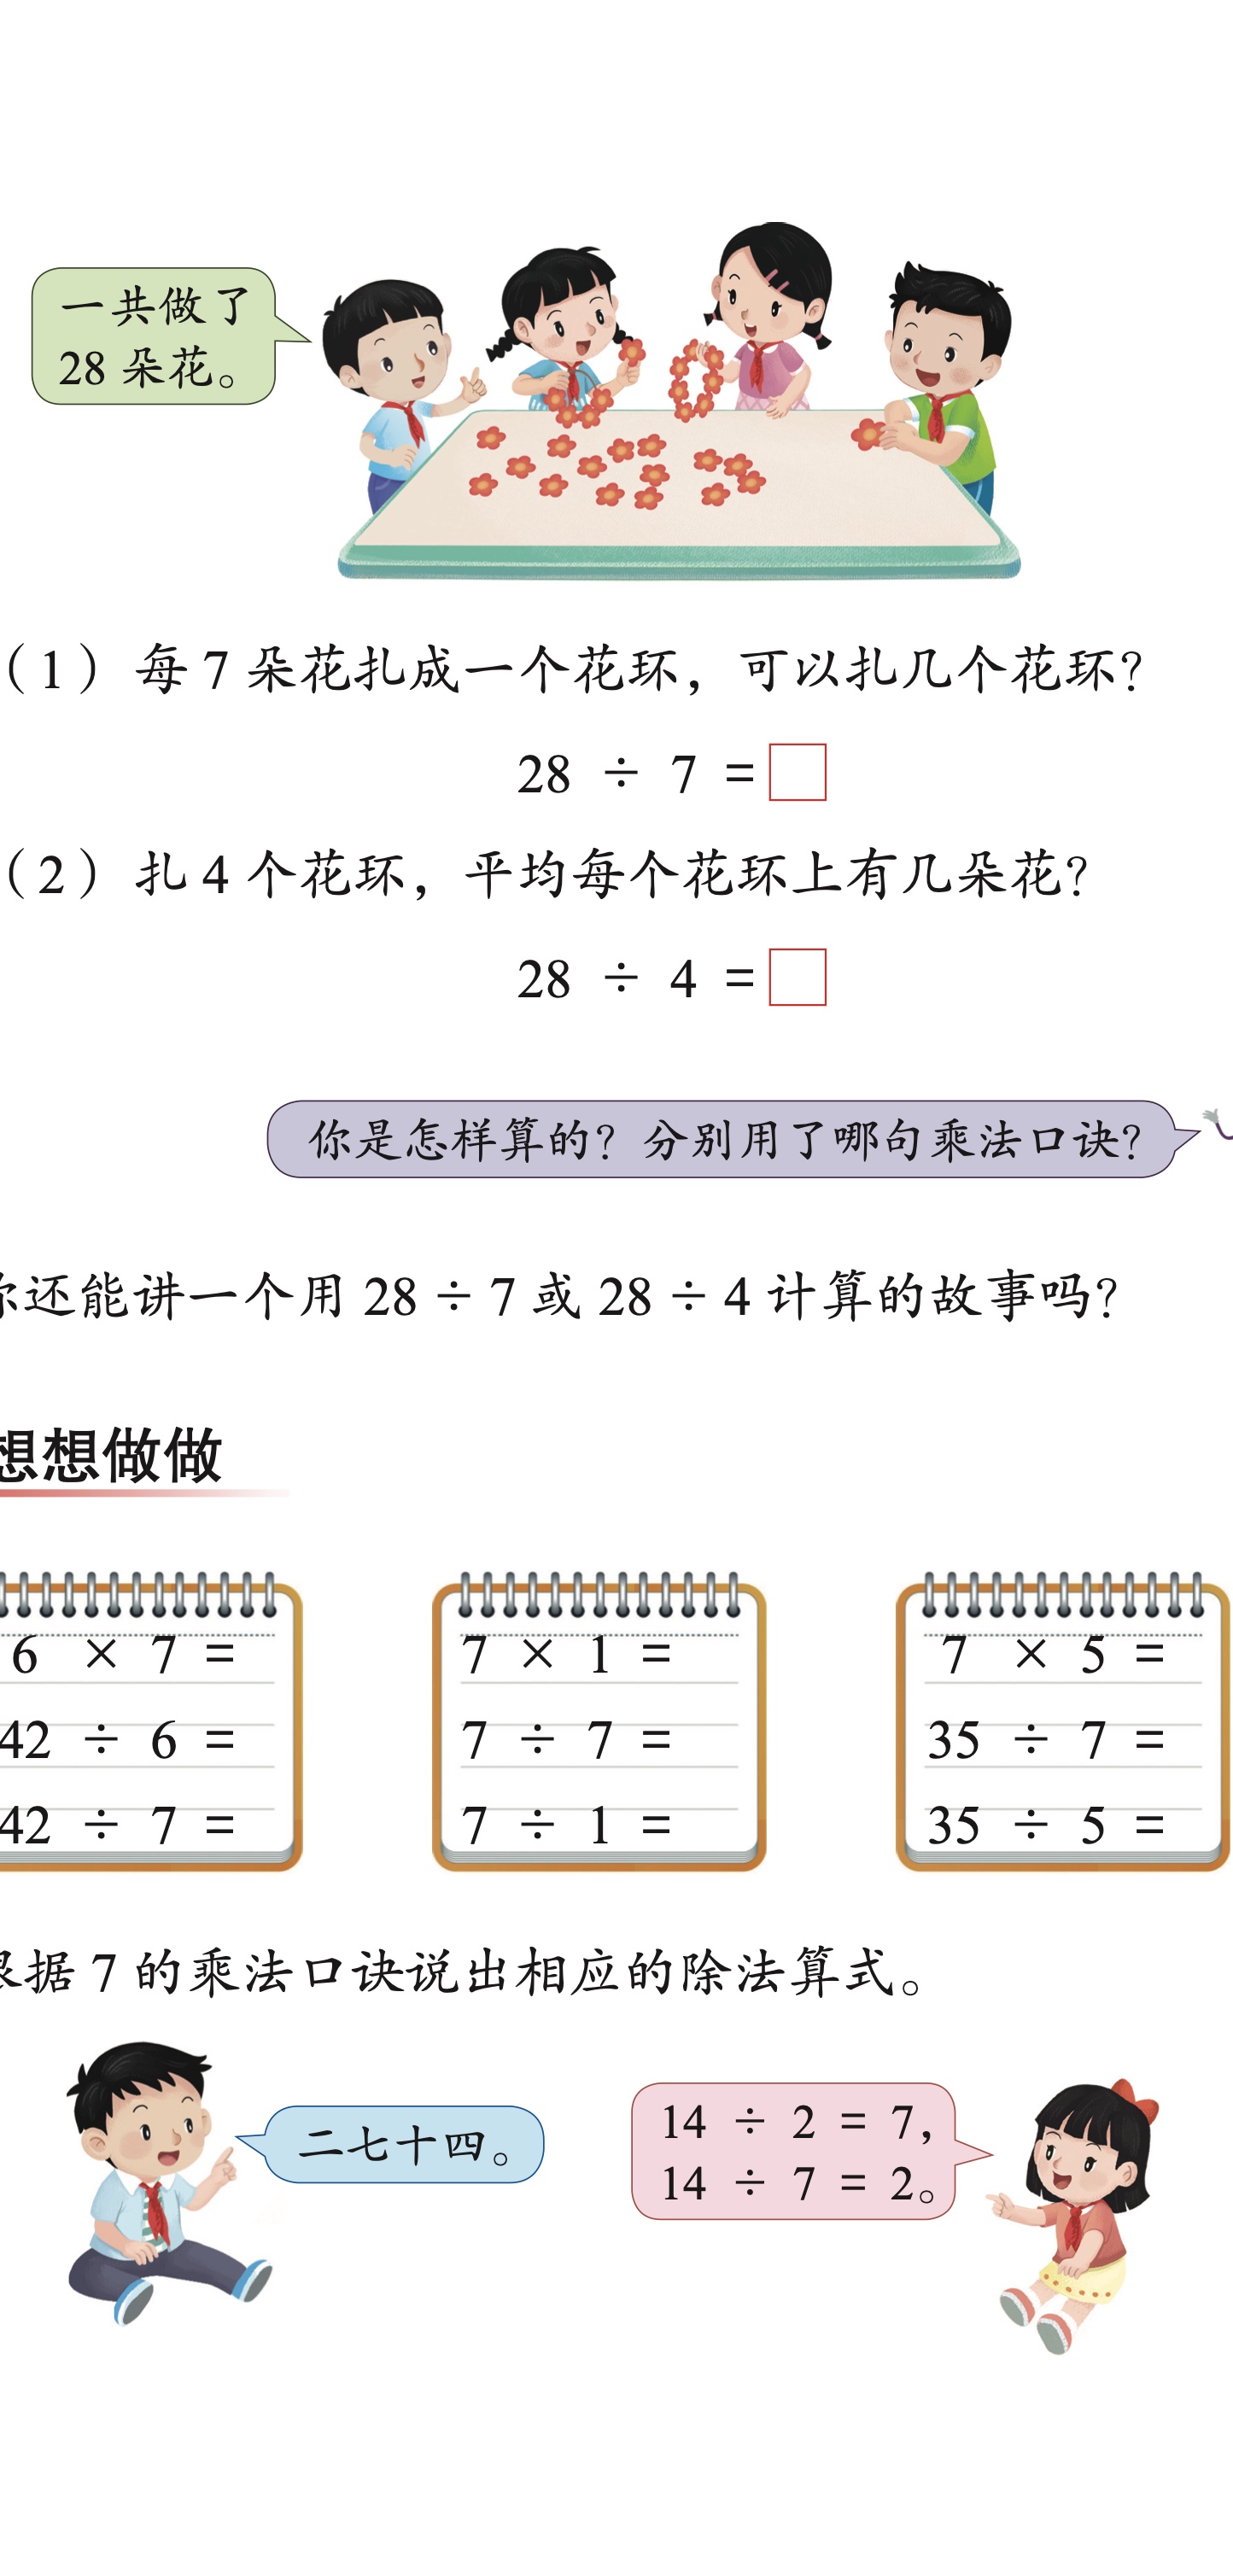 一共做了
28 朵花。
（1） 每 7 朵花扎成一个花环，可以扎几个花环？
28 ÷ 7 =
（2） 扎 4 个花环，平均每个花环上有几朵花？
28 ÷ 4 =
你是怎样算的？分别用了哪句乘法口诀？
你还能讲一个用 28 ÷ 7 或 28 ÷ 4 计算的故事吗？
想想做做
6 × 7 =
42 ÷ 6 =
42 ÷ 7 =
7 × 1 =
7 ÷ 7 =
7 ÷ 1 =
7 × 5 =
35 ÷ 7 =
35 ÷ 5 =
根据 7 的乘法口诀说出相应的除法算式。
二七十四。
14 ÷ 2 = 7，
14 ÷ 7 = 2。